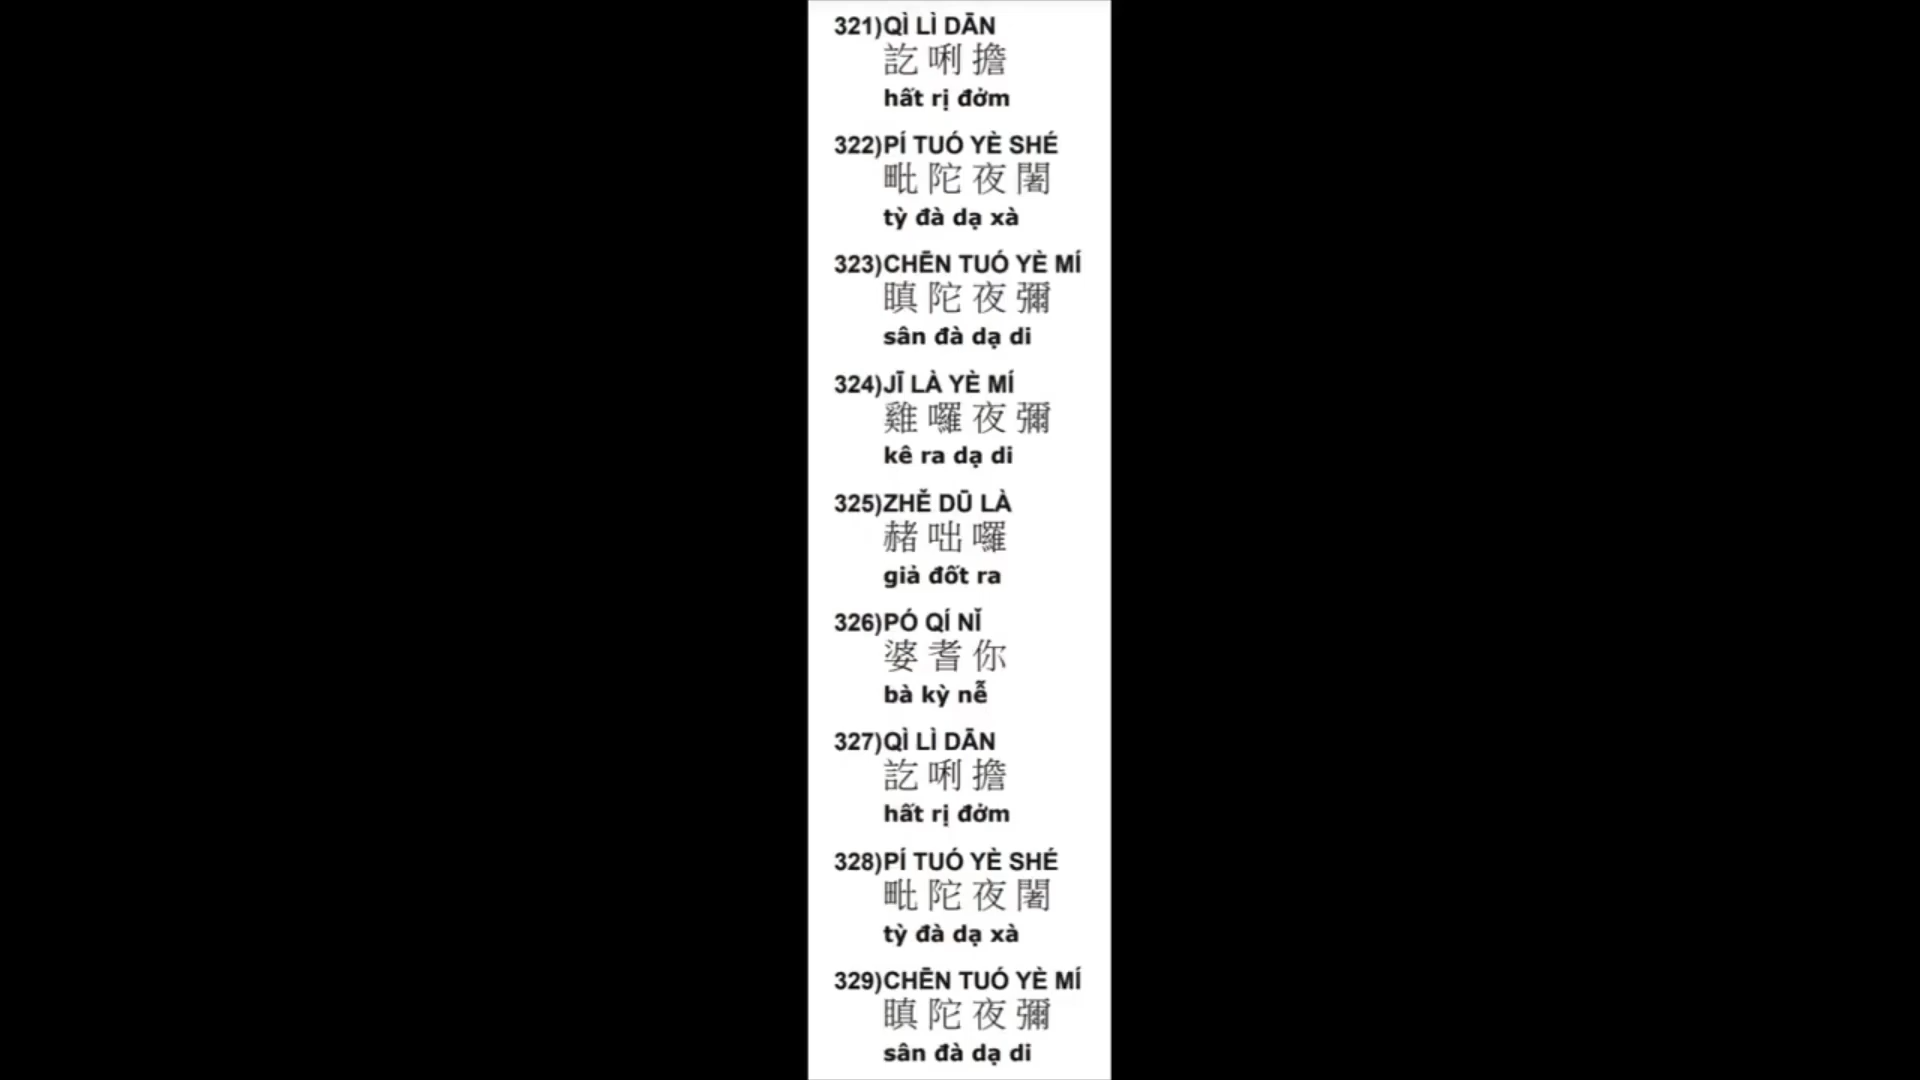 321)QÌ LÌ DĀN
訖 唎 擔
hất rị đởm
322)PÍ TUÓ YÈ SHÉ
毗 陀 夜 闍
tỳ đà dạ xà
323)CHĒN TUÓ YÈ MÍ
瞋 陀 夜 彌
sân đà dạ di
324)JĪ LÀ YÈ MÍ
雞 囉 夜 彌
kê ra dạ di
325)ZHĚ DŪ LÀ
赭 咄 囉
giả đốt ra
326)PÓ QÍ NǏ
婆 耆 你
bà kỳ nễ
327)QÌ LÌ DĀN
訖 唎 擔
hất rị đởm
328)PÍ TUÓ YÈ SHÉ
毗 陀 夜 闍
tỳ đà dạ xà
329)CHĒN TUÓ YÈ MÍ
瞋 陀 夜 彌
sân đà dạ di